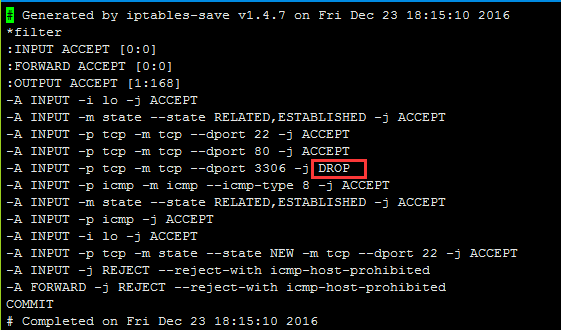 # Generated by iptables-save v1.4.7 on Fri Dec 23 18:15:10 2016
*filter
:INPUT ACCEPT [0:0]
:FORWARD ACCEPT [0:0]
:OUTPUT ACCEPT [1:168]
-A INPUT -i lo -j ACCEPT
-A INPUT -m state --state RELATED,ESTABLISHED -j ACCEPT
-A INPUT -p tcp -m tcp --dport 22 -j ACCEPT
-A INPUT -p tcp -m tcp --dport 80 -j ACCEPT
-A INPUT -p tcp -m tcp --dport 3306 -j DROP
-A INPUT -p icmp -m icmp --icmp-type 8 -j ACCEPT
-A INPUT -m state --state RELATED,ESTABLISHED -j ACCEPT
-A INPUT -p icmp -j ACCEPT
-A INPUT -i lo -j ACCEPT
-A INPUT -p tcp -m state --state NEW -m tcp --dport 22 -j ACCEPT
-A INPUT -j REJECT --reject-with icmp-host-prohibited
-A FORWARD -j REJECT --reject-with icmp-host-prohibited
COMMIT
# Completed on Fri Dec 23 18:15:10 2016